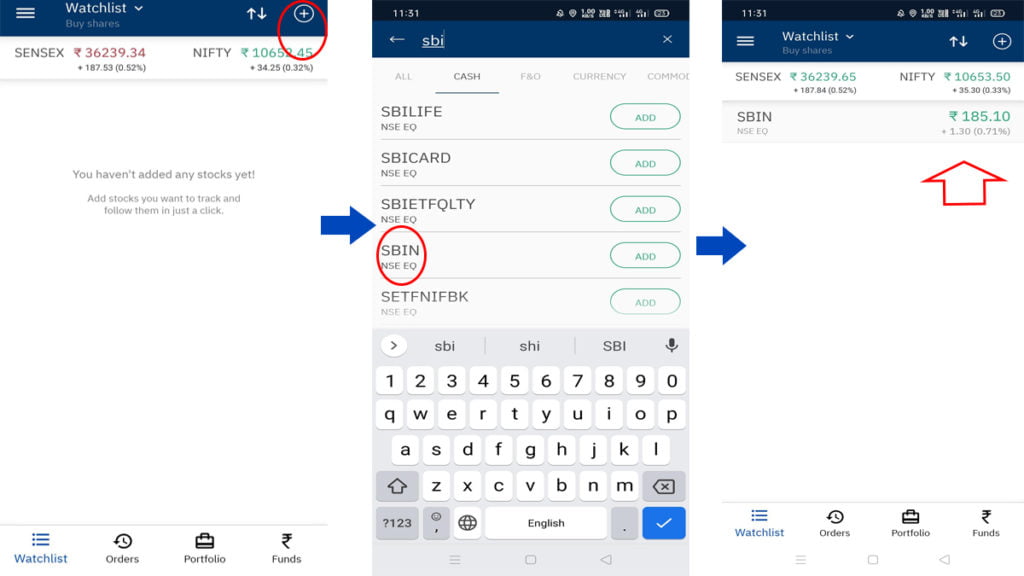 Watchlist
Buy shares
SENSEX ₹ 36239.34
+ 187.53 (0.52%)
NIFTY ₹ 10652.45
+ 34.25 (0.32%)
You haven't added any stocks yet!
Add stocks you want to track and
follow them in just a click.
Watchlist
Orders
Portfolio
₹
Funds
11:31
sbi
ALL CASH F&O CURRENCY COMMOD
SBILIFE
NSE EQ
ADD
SBICARD
NSE EQ
ADD
SBIETFQLTY
NSE EQ
ADD
SBIN
NSE EQ
ADD
SETFNIFBK
NSE EQ
ADD
sbi shi SBI
1 2 3 4 5 6 7 8 9 0
q w e r t y u i o p
a s d f g h j k l
z x c v b n m
?123 , English .
11:31
Watchlist
Buy shares
SENSEX ₹ 36239.65
+ 187.84 (0.52%)
NIFTY ₹ 10653.50
+ 35.30 (0.33%)
SBIN ₹ 185.10
NSE EQ + 1.30 (0.71%)
Watchlist
Orders
Portfolio
₹
Funds